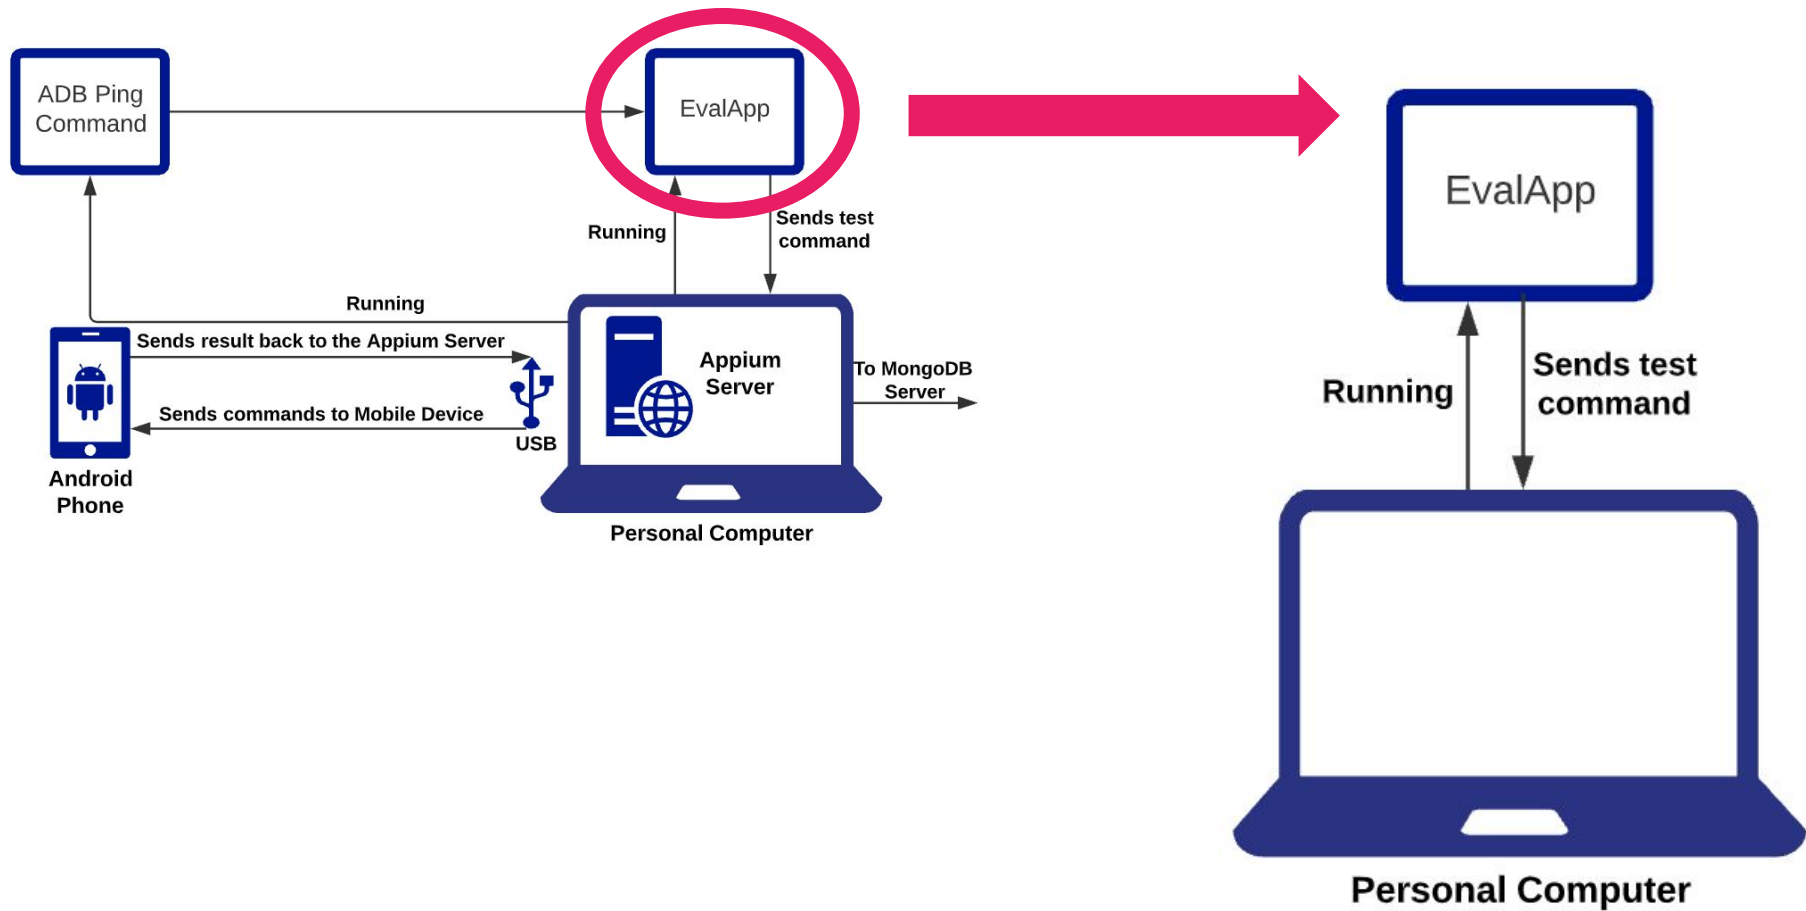 ADB Ping
Command
EvalApp
Running
Sends test
command
Running
Sends result back to the Appium Server
Sends commands to Mobile Device
USB
Android
Phone
Appium
Server
To MongoDB
Server
Personal Computer
EvalApp
Running
Sends test
command
Personal Computer